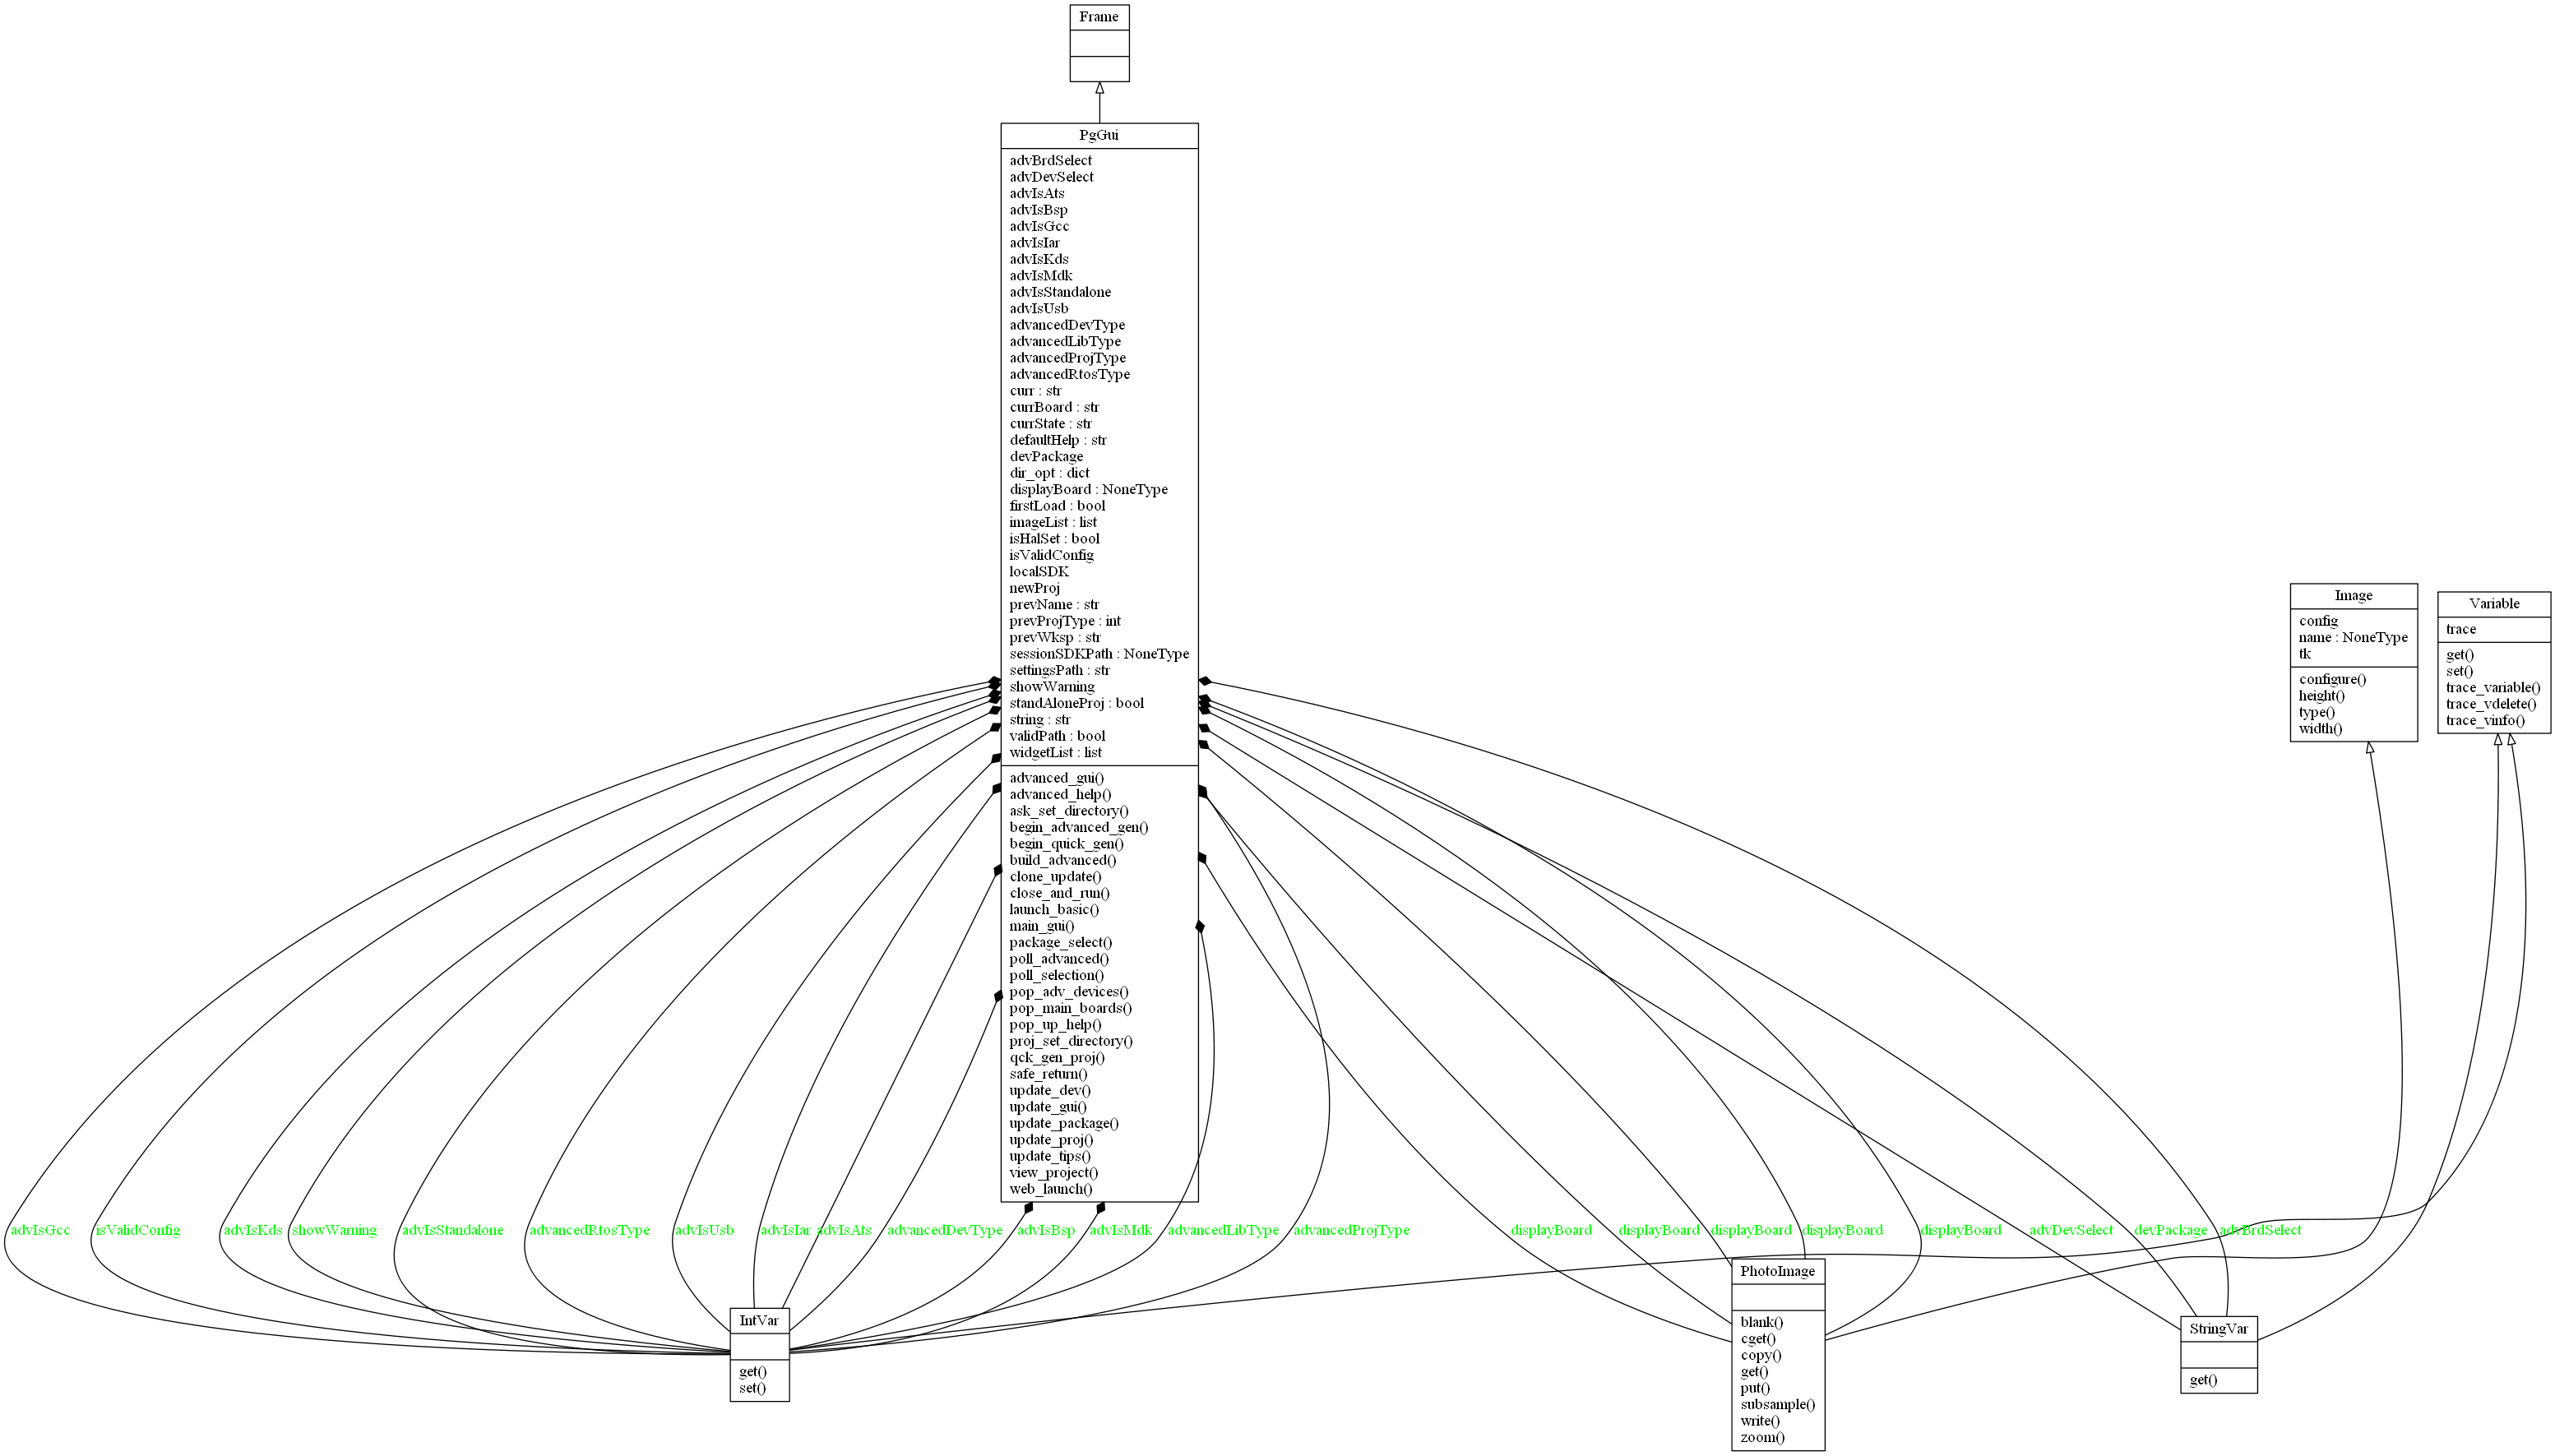 Frame
PgGui
advBrdSelect
advDevSelect
advIsAts
advIsBsp
advIsGcc
advIsIar
advIsKds
advIsMdk
advIsStandalone
advIsUsb
advancedDevType
advancedLibType
advancedProjType
advancedRtosType
curr : str
currBoard : str
currState : str
defaultHelp : str
devPackage
dir_opt : dict
displayBoard : NoneType
firstLoad : bool
imageList : list
isHalSet : bool
isValidConfig
localSDK
newProj
prevName : str
prevProjType : int
prevWksp : str
sessionSDKPath : NoneType
settingsPath : str
showWarning
standAloneProj : bool
string : str
validPath : bool
widgetList : list
advanced_gui()
advanced_help()
ask_set_directory()
begin_advanced_gen()
begin_quick_gen()
build_advanced()
clone_update()
close_and_run()
launch_basic()
main_gui()
package_select()
poll_advanced()
poll_selection()
pop_adv_devices()
pop_main_boards()
pop_up_help()
proj_set_directory()
qck_gen_proj()
safe_return()
update_dev()
update_gui()
update_package()
update_proj()
update_tips()
view_project()
web_launch()
Image
config
name : NoneType
tk
configure()
height()
type()
width()
Variable
trace
get()
set()
trace_variable()
trace_vdelete()
trace_vinfo()
advIsGcc
isValidConfig
advIsKds
showWarning
advIsStandalone
advancedRtosType
advIsUsb
advIsIar
advIsAts
advancedDevType
advIsBsp
advIsMdk
advancedLibType
advancedProjType
displayBoard
displayBoard
displayBoard
displayBoard
displayBoard
advDevSelect
devPackage
advBrdSelect
IntVar
get()
set()
PhotoImage
blank()
cget()
copy()
get()
put()
subsample()
write()
zoom()
StringVar
get()